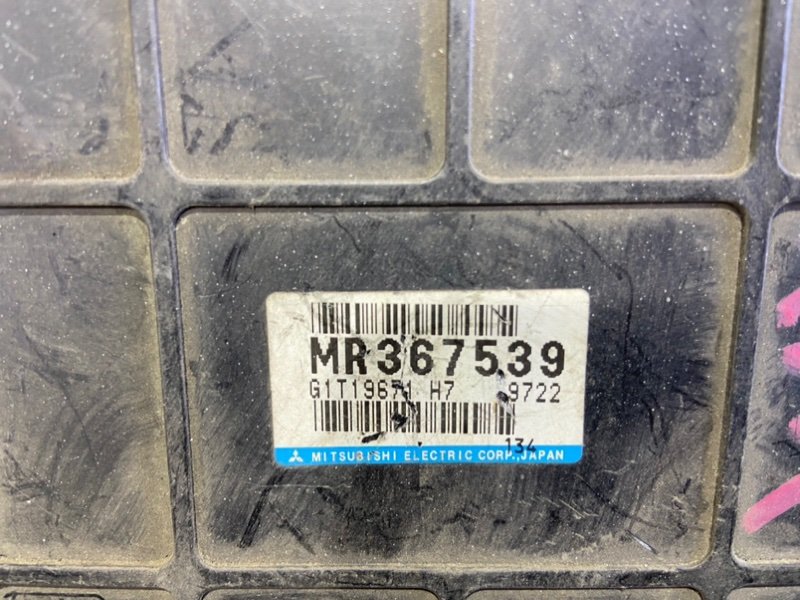 MR367539
G1T19671 H7 9722
134
MITSUBISHI ELECTRIC CORP.,JAPAN